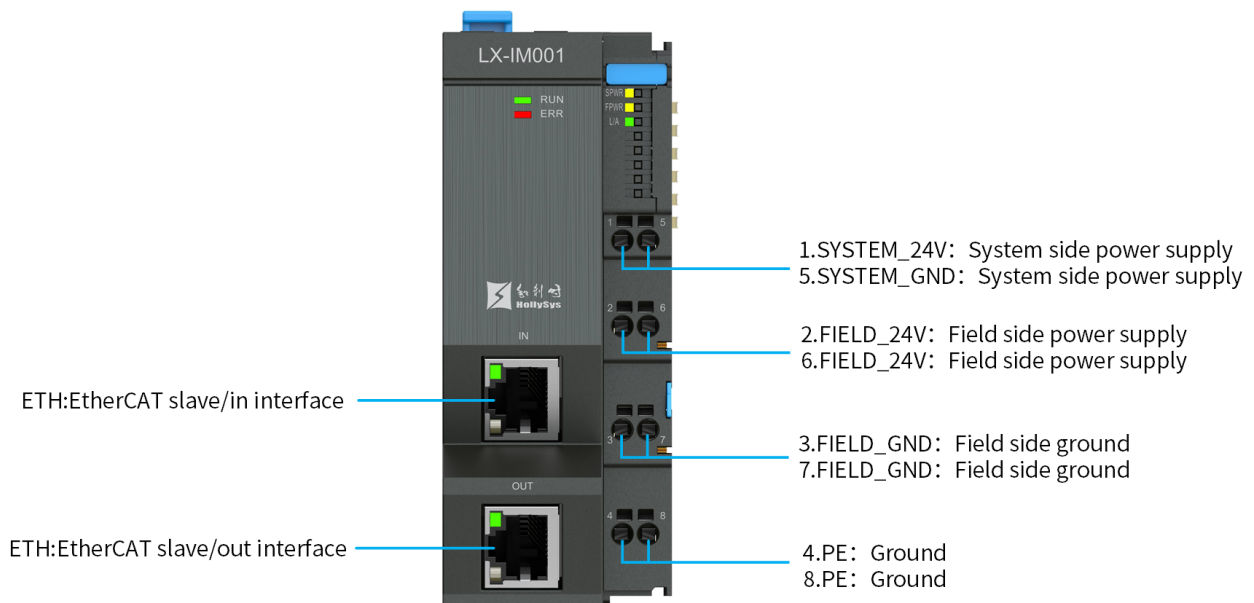 LX-IM001
RUN
ERR
SPWR
FPWR
L/A
1 5
1.SYSTEM_24V：System side power supply
5.SYSTEM_GND：System side power supply
和利时
HollySys
2 6
2.FIELD_24V：Field side power supply
6.FIELD_24V：Field side power supply
IN
ETH:EtherCAT slave/in interface
3 7
3.FIELD_GND：Field side ground
7.FIELD_GND：Field side ground
OUT
4 8
ETH:EtherCAT slave/out interface
4.PE：Ground
8.PE：Ground